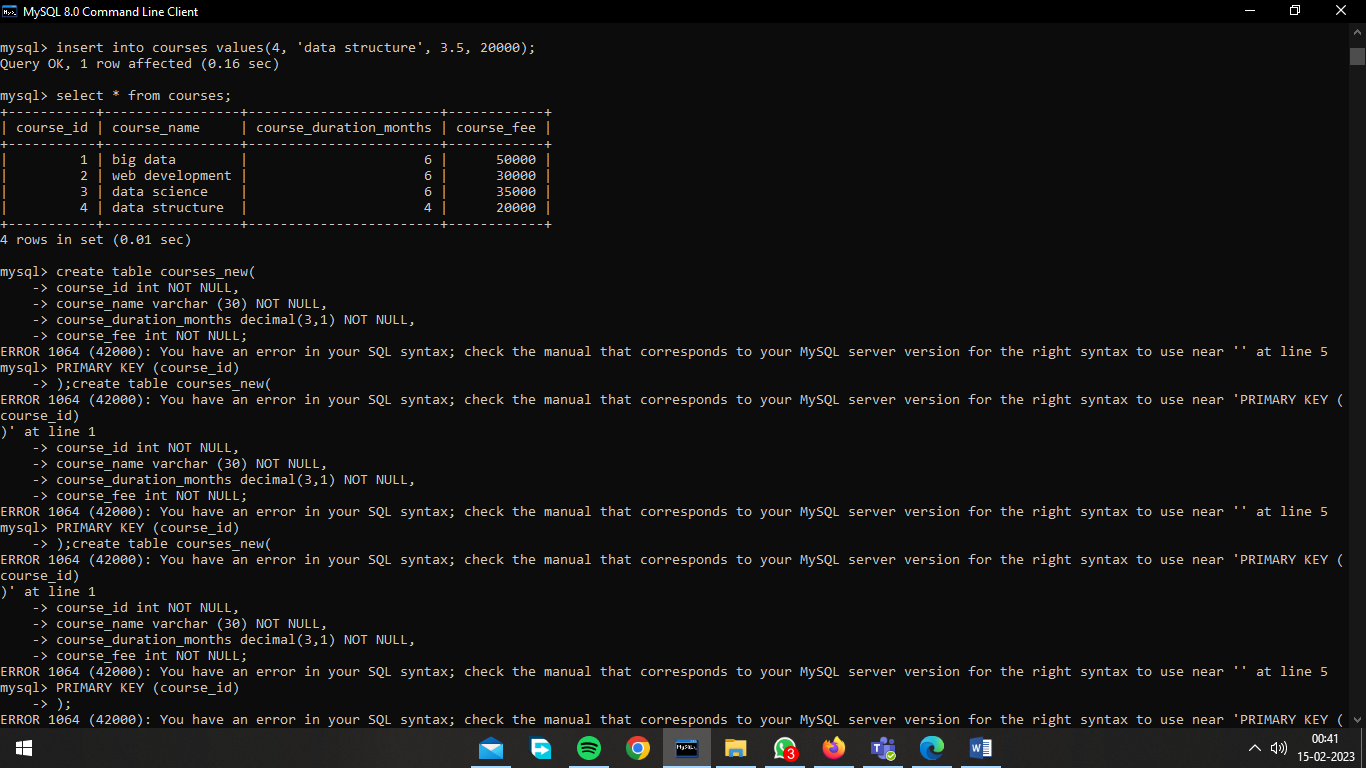 MySQL 8.0 Command Line Client
mysql> insert into courses values(4, 'data structure', 3.5, 20000);
Query OK, 1 row affected (0.16 sec)
mysql> select * from courses;
+-----------+-----------------+------------------------+------------+
| course_id | course_name     | course_duration_months | course_fee |
+-----------+-----------------+------------------------+------------+
|         1 | big data        |                      6 |      50000 |
|         2 | web development |                      6 |      30000 |
|         3 | data science    |                      6 |      35000 |
|         4 | data structure  |                      4 |      20000 |
+-----------+-----------------+------------------------+------------+
4 rows in set (0.01 sec)
mysql> create table courses_new(
    -> course_id int NOT NULL,
    -> course_name varchar (30) NOT NULL,
    -> course_duration_months decimal(3,1) NOT NULL,
    -> course_fee int NOT NULL;
ERROR 1064 (42000): You have an error in your SQL syntax; check the manual that corresponds to your MySQL server version for the right syntax to use near '' at line 5
mysql> PRIMARY KEY (course_id)
    -> );create table courses_new(
ERROR 1064 (42000): You have an error in your SQL syntax; check the manual that corresponds to your MySQL server version for the right syntax to use near 'PRIMARY KEY (
course_id)
)' at line 1
    -> course_id int NOT NULL,
    -> course_name varchar (30) NOT NULL,
    -> course_duration_months decimal(3,1) NOT NULL,
    -> course_fee int NOT NULL;
ERROR 1064 (42000): You have an error in your SQL syntax; check the manual that corresponds to your MySQL server version for the right syntax to use near '' at line 5
mysql> PRIMARY KEY (course_id)
    -> );create table courses_new(
ERROR 1064 (42000): You have an error in your SQL syntax; check the manual that corresponds to your MySQL server version for the right syntax to use near 'PRIMARY KEY (
course_id)
)' at line 1
    -> course_id int NOT NULL,
    -> course_name varchar (30) NOT NULL,
    -> course_duration_months decimal(3,1) NOT NULL,
    -> course_fee int NOT NULL;
ERROR 1064 (42000): You have an error in your SQL syntax; check the manual that corresponds to your MySQL server version for the right syntax to use near '' at line 5
mysql> PRIMARY KEY (course_id)
    -> );
ERROR 1064 (42000): You have an error in your SQL syntax; check the manual that corresponds to your MySQL server version for the right syntax to use near 'PRIMARY KEY (
3
00:41
15-02-2023